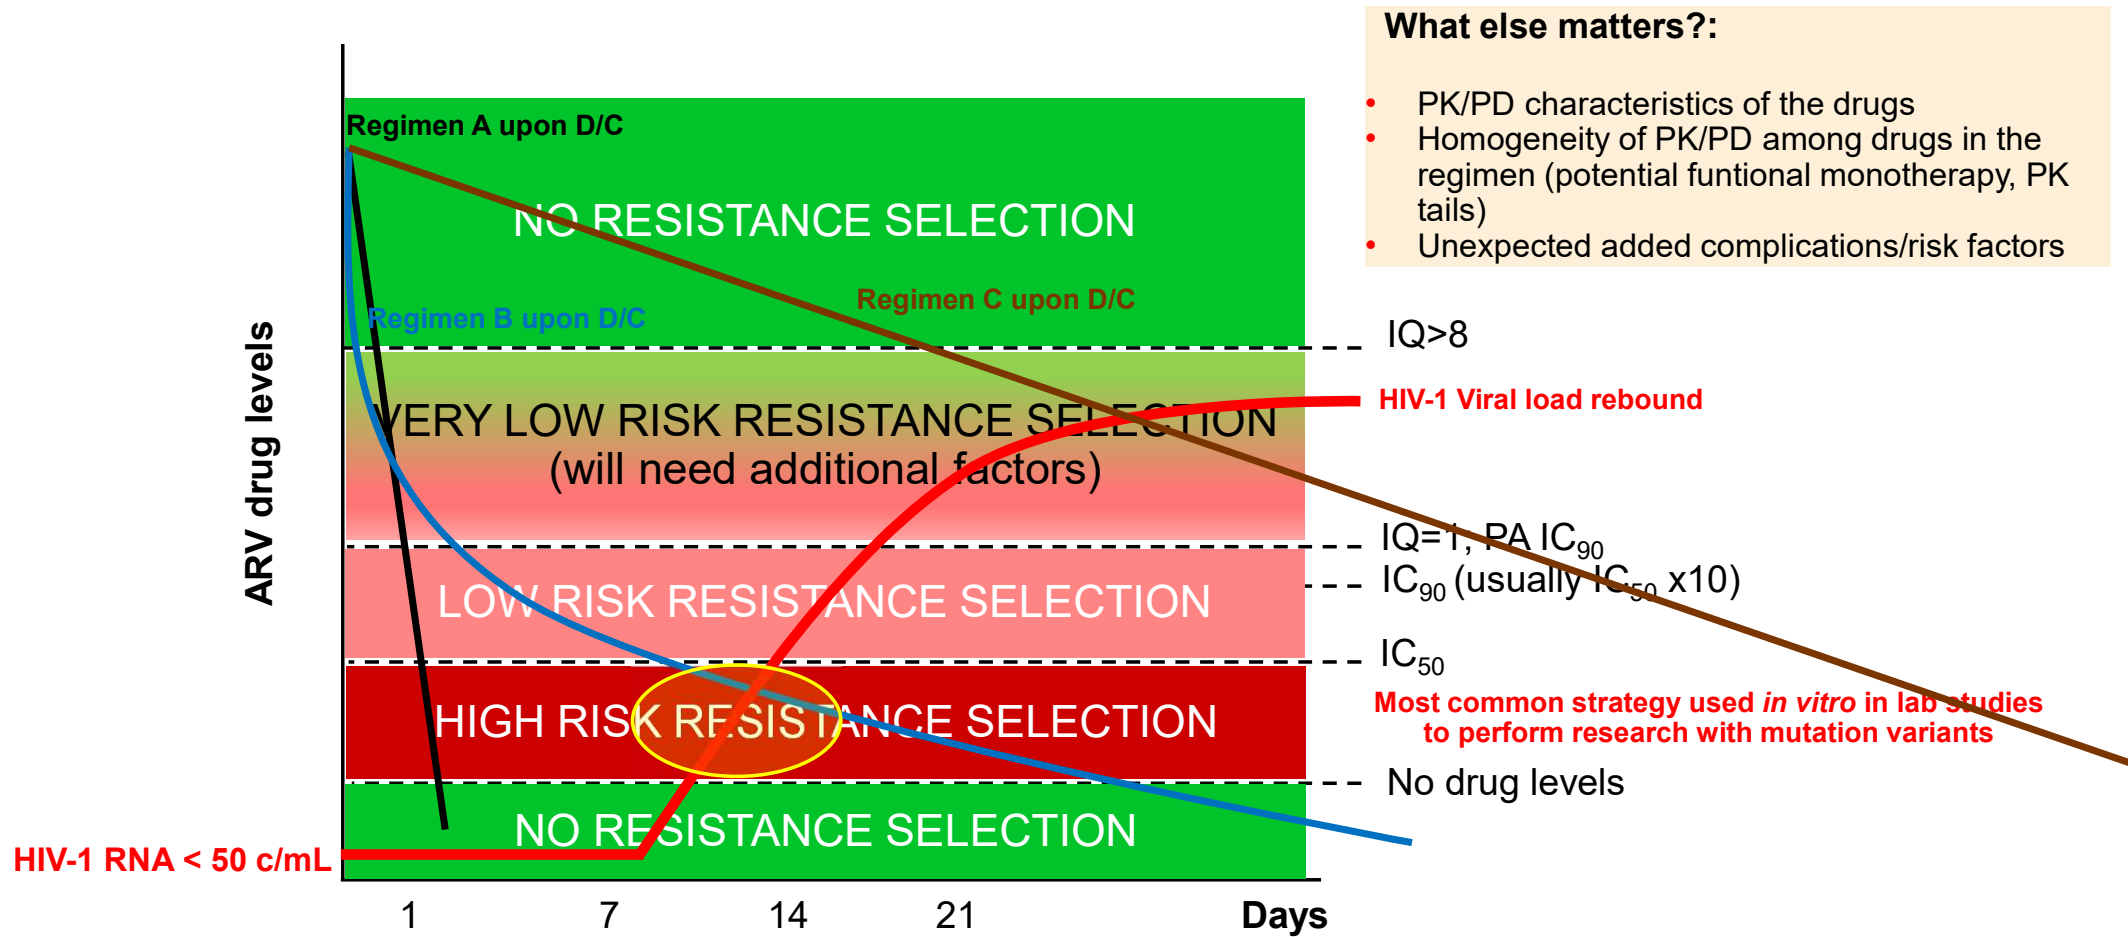 What else matters?:
• PK/PD characteristics of the drugs
• Homogeneity of PK/PD among drugs in the
regimen (potential funtional monotherapy, PK
tails)
• Unexpected added complications/risk factors
Regimen A upon D/C
NO RESISTANCE SELECTION
Regimen C upon D/C
Regimen B upon D/C
IQ>8
HIV-1 Viral load rebound
VERY LOW RISK RESISTANCE SELECTION
(will need additional factors)
ARV drug levels
IQ=1; PA IC90
IC90 (usually IC50 x10)
LOW RISK RESISTANCE SELECTION
IC50
Most common strategy used in vitro in lab studies
to perform research with mutation variants
HIGH RISK RESISTANCE SELECTION
No drug levels
NO RESISTANCE SELECTION
HIV-1 RNA < 50 c/mL
1 7 14 21 Days